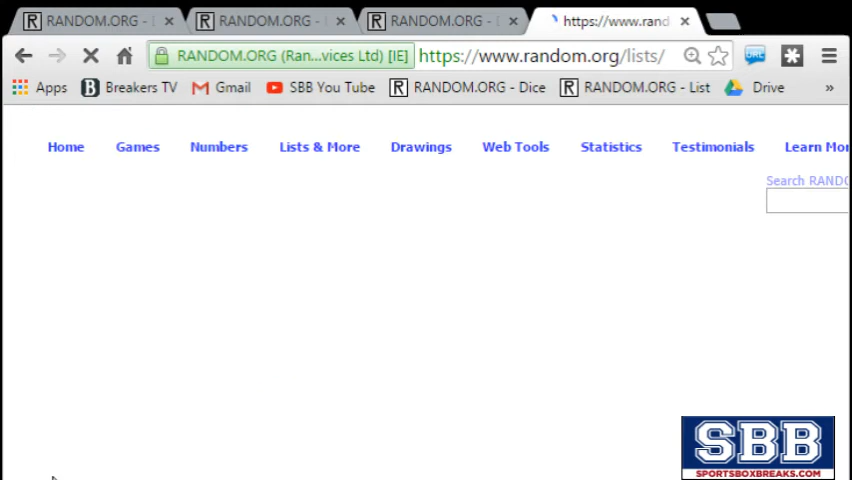 RANDOM.ORG - RANDOM.ORG - RANDOM.ORG - https://www.rand
RANDOM.ORG (Ran...vices Ltd) [IE] https://www.random.org/lists/
Apps Breakers TV Gmail SBB You Tube RANDOM.ORG - Dice RANDOM.ORG - List Drive »
Home Games Numbers Lists & More Drawings Web Tools Statistics Testimonials Learn Mor
Search RANDO
SBB
SPORTSBOXBREAKS.COM